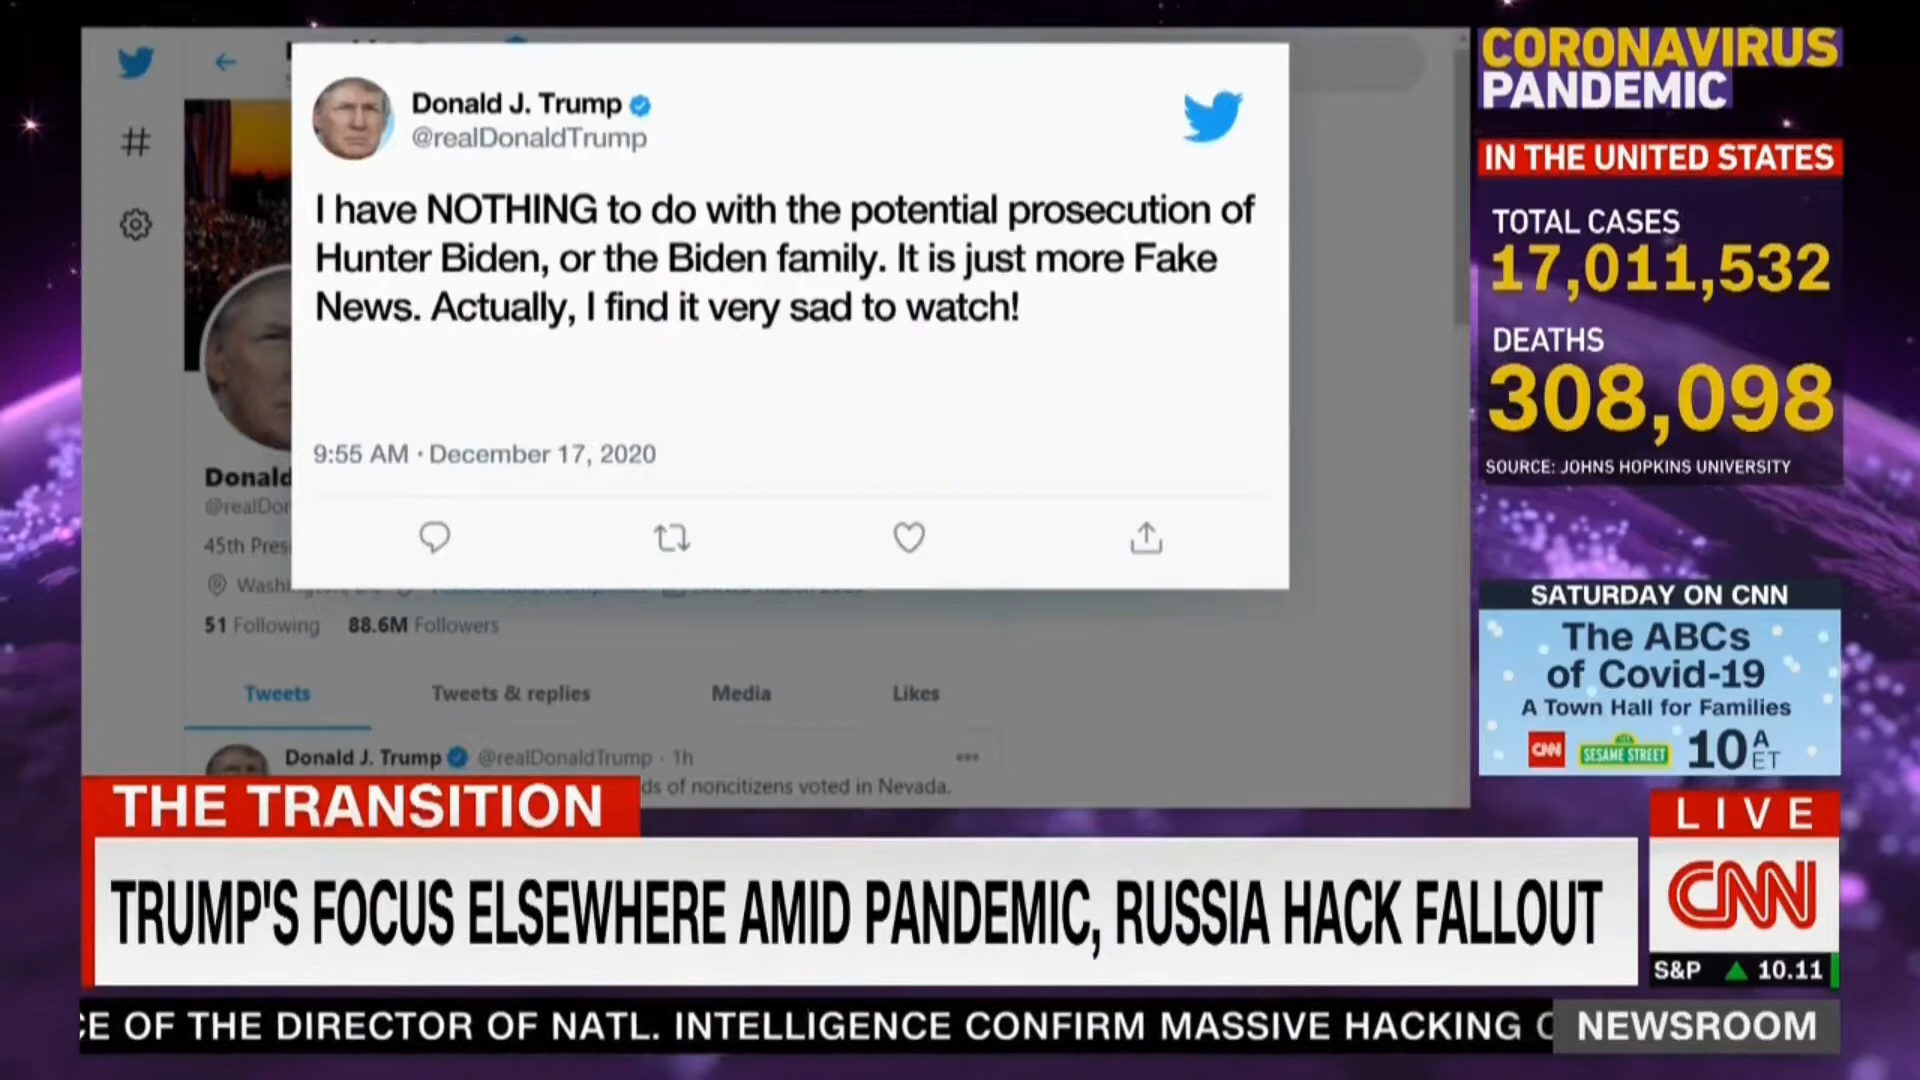 Donald J. Trump
@realDonaldTrump
I have NOTHING to do with the potential prosecution of
Hunter Biden, or the Biden family. It is just more Fake
News. Actually, I find it very sad to watch!
9:55 AM · December 17, 2020
Donald
@realDon
45th Pres
Washi
51 Following 88.6M Followers
Tweets Tweets & replies Media Likes
Donald J. Trump @realDonaldTrump · 1h
ds of noncitizens voted in Nevada.
CORONAVIRUS
PANDEMIC
IN THE UNITED STATES
TOTAL CASES
17,011,532
DEATHS
308,098
SOURCE: JOHNS HOPKINS UNIVERSITY
SATURDAY ON CNN
The ABCs
of Covid-19
A Town Hall for Families
CNN SESAME STREET 10 A ET
THE TRANSITION
TRUMP'S FOCUS ELSEWHERE AMID PANDEMIC, RUSSIA HACK FALLOUT
LIVE
CNN
S&P ▲ 10.11
CE OF THE DIRECTOR OF NATL. INTELLIGENCE CONFIRM MASSIVE HACKING C
NEWSROOM